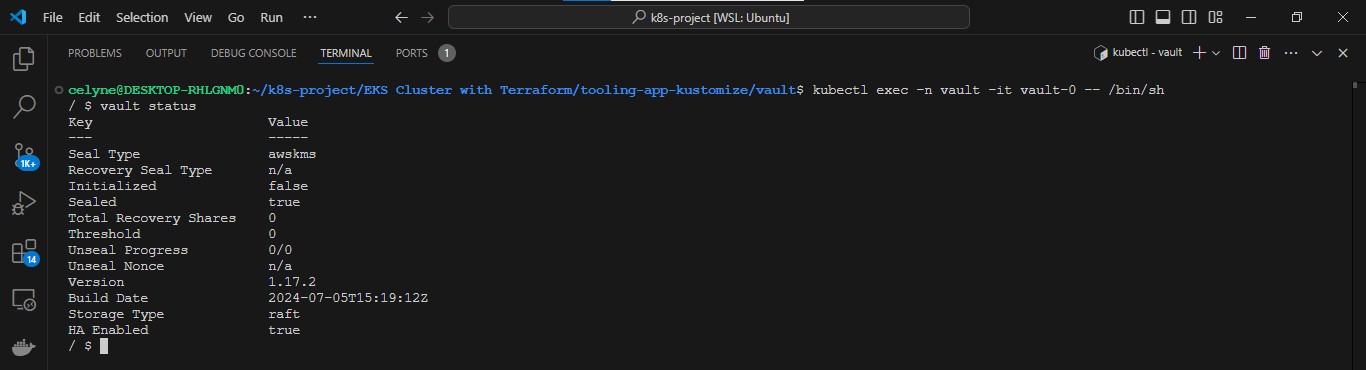 File Edit Selection View Go Run ··· k8s-project [WSL: Ubuntu]
PROBLEMS OUTPUT DEBUG CONSOLE TERMINAL PORTS 1 kubectl - vault
celyne@DESKTOP-RHLGNM0:~/k8s-project/EKS Cluster with Terraform/tooling-app-kustomize/vault$ kubectl exec -n vault -it vault-0 -- /bin/sh
/ $ vault status
Key Value
--- -----
Seal Type awskms
Recovery Seal Type n/a
Initialized false
Sealed true
Total Recovery Shares 0
Threshold 0
Unseal Progress 0/0
Unseal Nonce n/a
Version 1.17.2
Build Date 2024-07-05T15:19:12Z
Storage Type raft
HA Enabled true
/ $
1K+
14